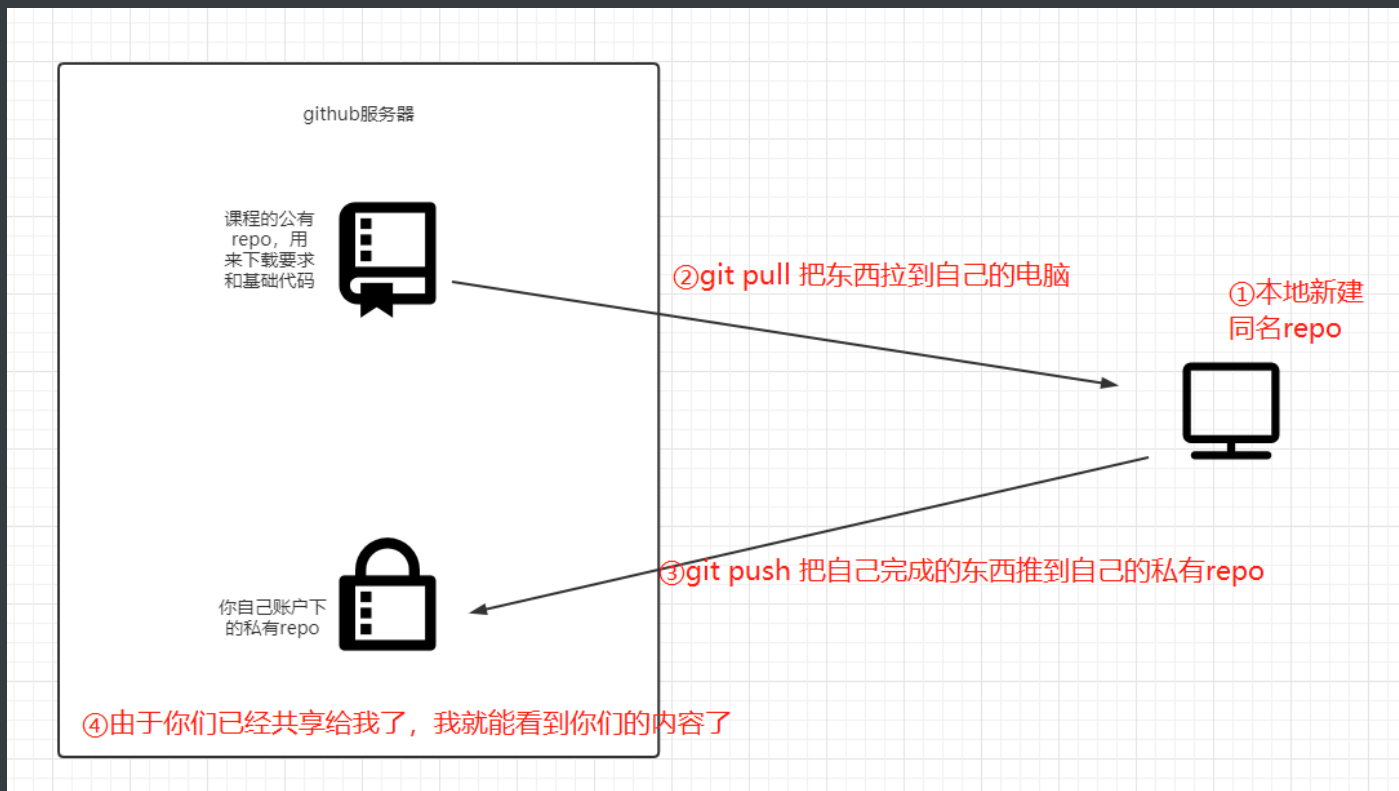 github服务器
课程的公有
repo，用
来下载要求
和基础代码
②git pull 把东西拉到自己的电脑
①本地新建
同名repo
③git push 把自己完成的东西推到自己的私有repo
你自己账户下
的私有repo
④由于你们已经共享给我了，我就能看到你们的内容了